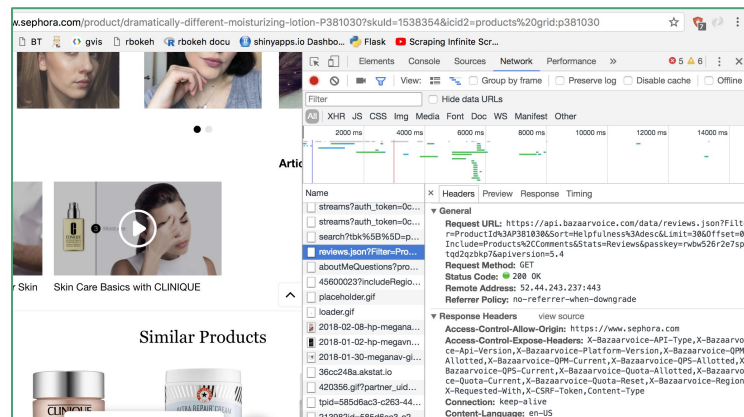 w.sephora.com/product/dramatically-different-moisturizing-lotion-P381030?skuId=1538354&icid2=products%20grid:p381030
BT gvis rbokeh rbokeh docu shinyapps.io Dashbo... Flask Scraping Infinite Scr...
Elements Console Sources Network Performance » 5 6
View: Group by frame Preserve log Disable cache Offline
Filter Hide data URLs
All XHR JS CSS Img Media Font Doc WS Manifest Other
2000 ms 4000 ms 6000 ms 8000 ms 10000 ms 12000 ms 14000 ms
Artic
Name
streams?auth_token=0c...
streams?auth_token=0c...
search?tbk%5B%5D=p...
reviews.json?Filter=Pro...
aboutMeQuestions?pro...
45600023?includeRegio...
placeholder.gif
loader.gif
2018-02-08-hp-megana...
2018-01-02-hp-megavn...
2018-01-30-meganav-gi...
36cc248a.akstat.io
420356.gif?partner_uid...
tpid=585d6ac3-c263-44...
× Headers Preview Response Timing
General
Request URL: https://api.bazaarvoice.com/data/reviews.json?Filt
r=ProductId%3AP381030&Sort=Helpfulness%3Adesc&Limit=30&Offset=0
Include=Products%2CComments&Stats=Reviews&passkey=rwbw526r2e7sp
tqd2qzbkp7&apiversion=5.4
Request Method: GET
Status Code: 200 OK
Remote Address: 52.44.243.237:443
Referrer Policy: no-referrer-when-downgrade
Response Headers view source
Access-Control-Allow-Origin: https://www.sephora.com
Access-Control-Expose-Headers: X-Bazaarvoice-API-Type,X-Bazaarvo
ce-Api-Version,X-Bazaarvoice-Platform-Version,X-Bazaarvoice-QPM
Allotted,X-Bazaarvoice-QPM-Current,X-Bazaarvoice-QPS-Allotted,X
Bazaarvoice-QPS-Current,X-Bazaarvoice-Quota-Allotted,X-Bazaarvo
ce-Quota-Current,X-Bazaarvoice-Quota-Reset,X-Bazaarvoice-Region
X-Requested-With,X-CSRF-Token,Content-Type
Connection: keep-alive
Content-Language: en-US
r Skin Skin Care Basics with CLINIQUE
Similar Products
CLINIQUE
ULTRA REPAIR CREAM